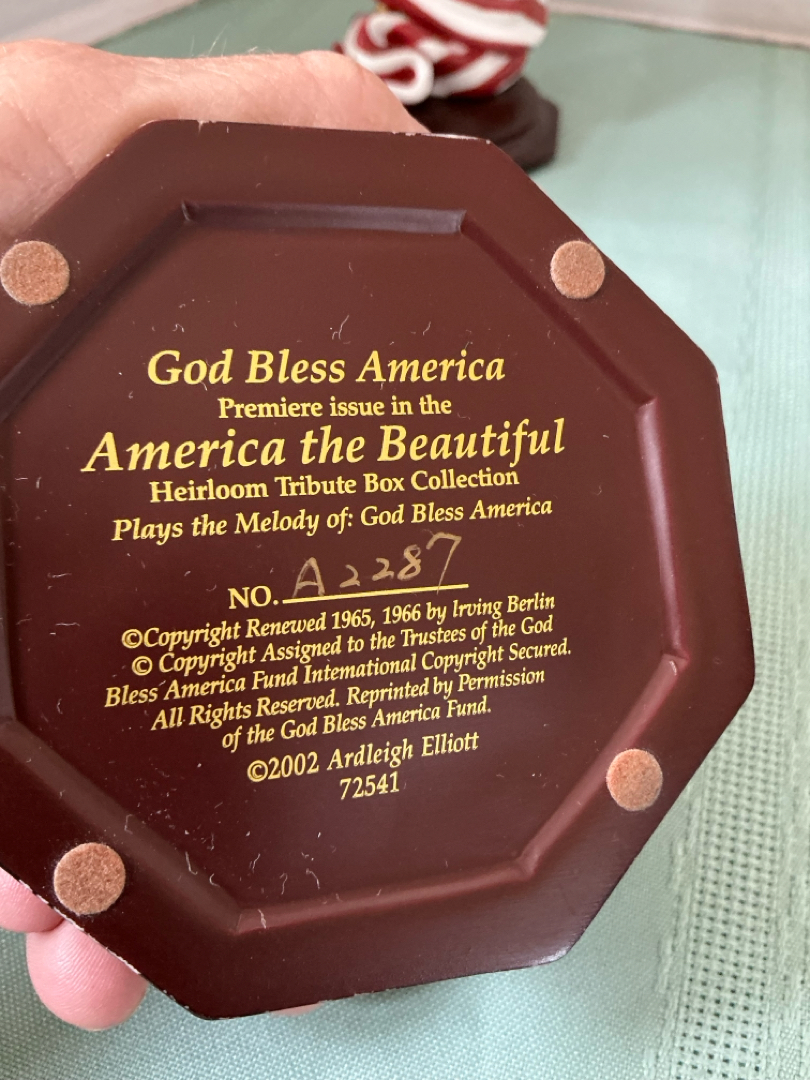 God Bless America
Premiere issue in the
America the Beautiful
Heirloom Tribute Box Collection
Plays the Melody of: God Bless America
NO. A2287
©Copyright Renewed 1965, 1966 by Irving Berlin
© Copyright Assigned to the Trustees of the God
Bless America Fund International Copyright Secured.
All Rights Reserved. Reprinted by Permission
of the God Bless America Fund.
©2002 Ardleigh Elliott
72541